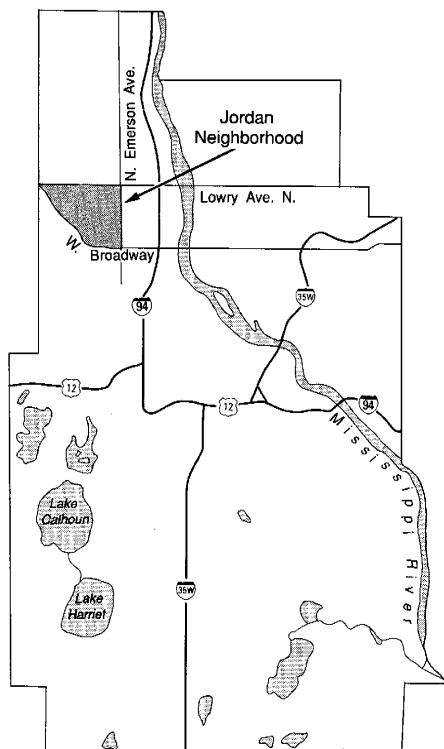 N. Emerson Ave.
Jordan
Neighborhood
Lowry Ave. N.
W.
Broadway
94
35W
12
12
94
Mississippi River
Lake
Calhoun
Lake
Harriet
35W